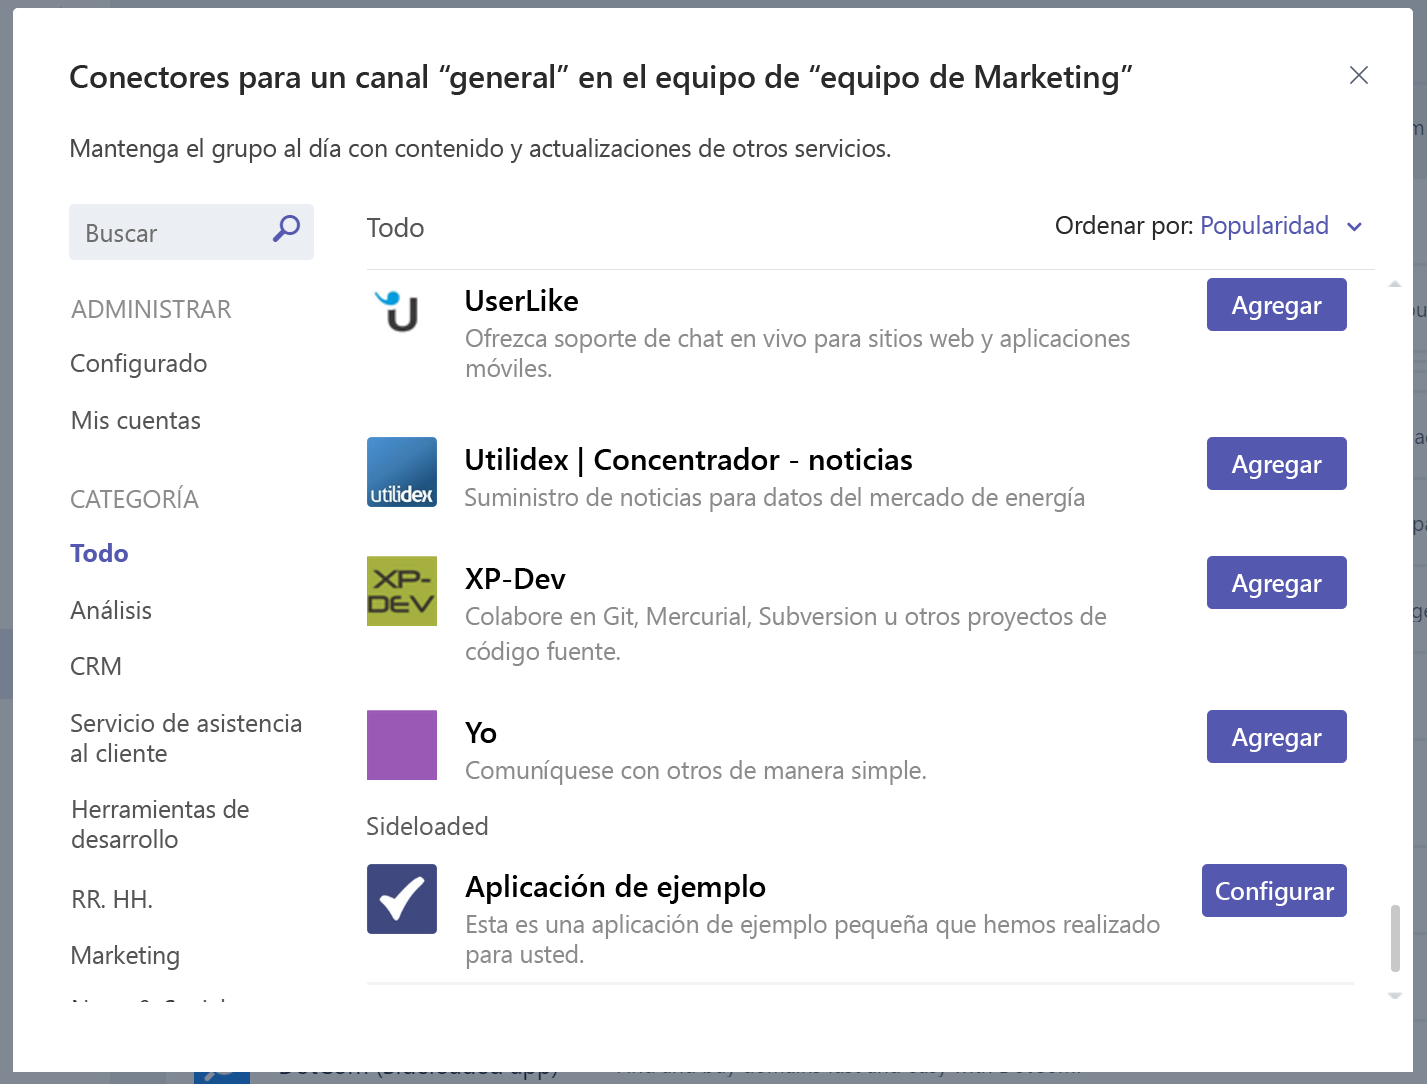 Conectores para un canal “general” en el equipo de “equipo de Marketing”
Mantenga el grupo al día con contenido y actualizaciones de otros servicios.
Buscar
Todo
Ordenar por: Popularidad
ADMINISTRAR
Configurado
Mis cuentas
CATEGORÍA
Todo
Análisis
CRM
Servicio de asistencia
al cliente
Herramientas de
desarrollo
RR. HH.
Marketing
UserLike
Ofrezca soporte de chat en vivo para sitios web y aplicaciones
móviles.
Agregar
utilidex
Utilidex | Concentrador - noticias
Suministro de noticias para datos del mercado de energía
Agregar
XP-
DEV
XP-Dev
Colabore en Git, Mercurial, Subversion u otros proyectos de
código fuente.
Agregar
Yo
Comuníquese con otros de manera simple.
Agregar
Sideloaded
Aplicación de ejemplo
Esta es una aplicación de ejemplo pequeña que hemos realizado
para usted.
Configurar